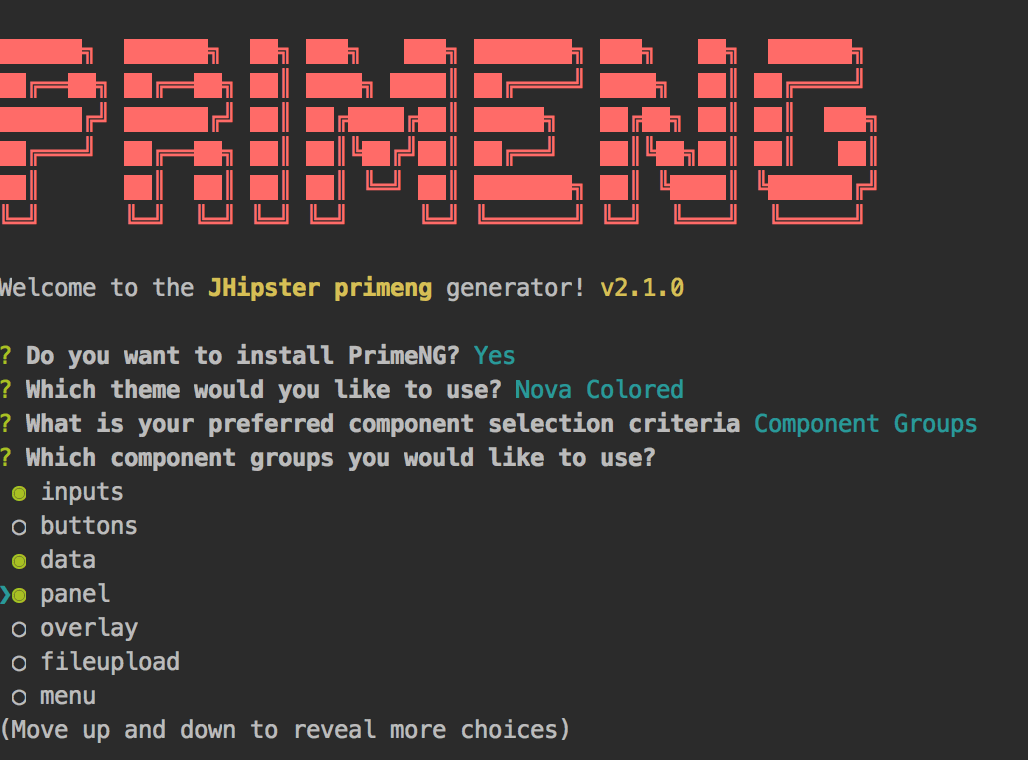 PRIME NG
Welcome to the JHipster primeng generator! v2.1.0
? Do you want to install PrimeNG? Yes
? Which theme would you like to use? Nova Colored
? What is your preferred component selection criteria Component Groups
? Which component groups you would like to use?
◉ inputs
◯ buttons
◉ data
❯◉ panel
◯ overlay
◯ fileupload
◯ menu
(Move up and down to reveal more choices)